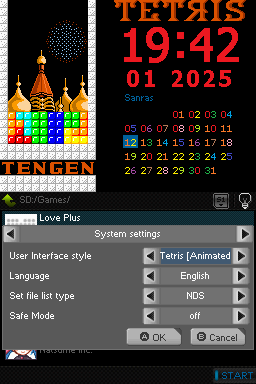 TETRIS
19:42
01 2025
Sanras
01 02 03 04
05 06 07 08 09 10 11
12 13 14 15 16 17 18
19 20 21 22 23 24 25
26 27 28 29 30 31
TENGEN
SD:/Games/
Love Plus
System settings
User Interface style Tetris [Animated
Language English
Set file list type NDS
Safe Mode off
A OK
B Cancel
Natsume Inc.
START